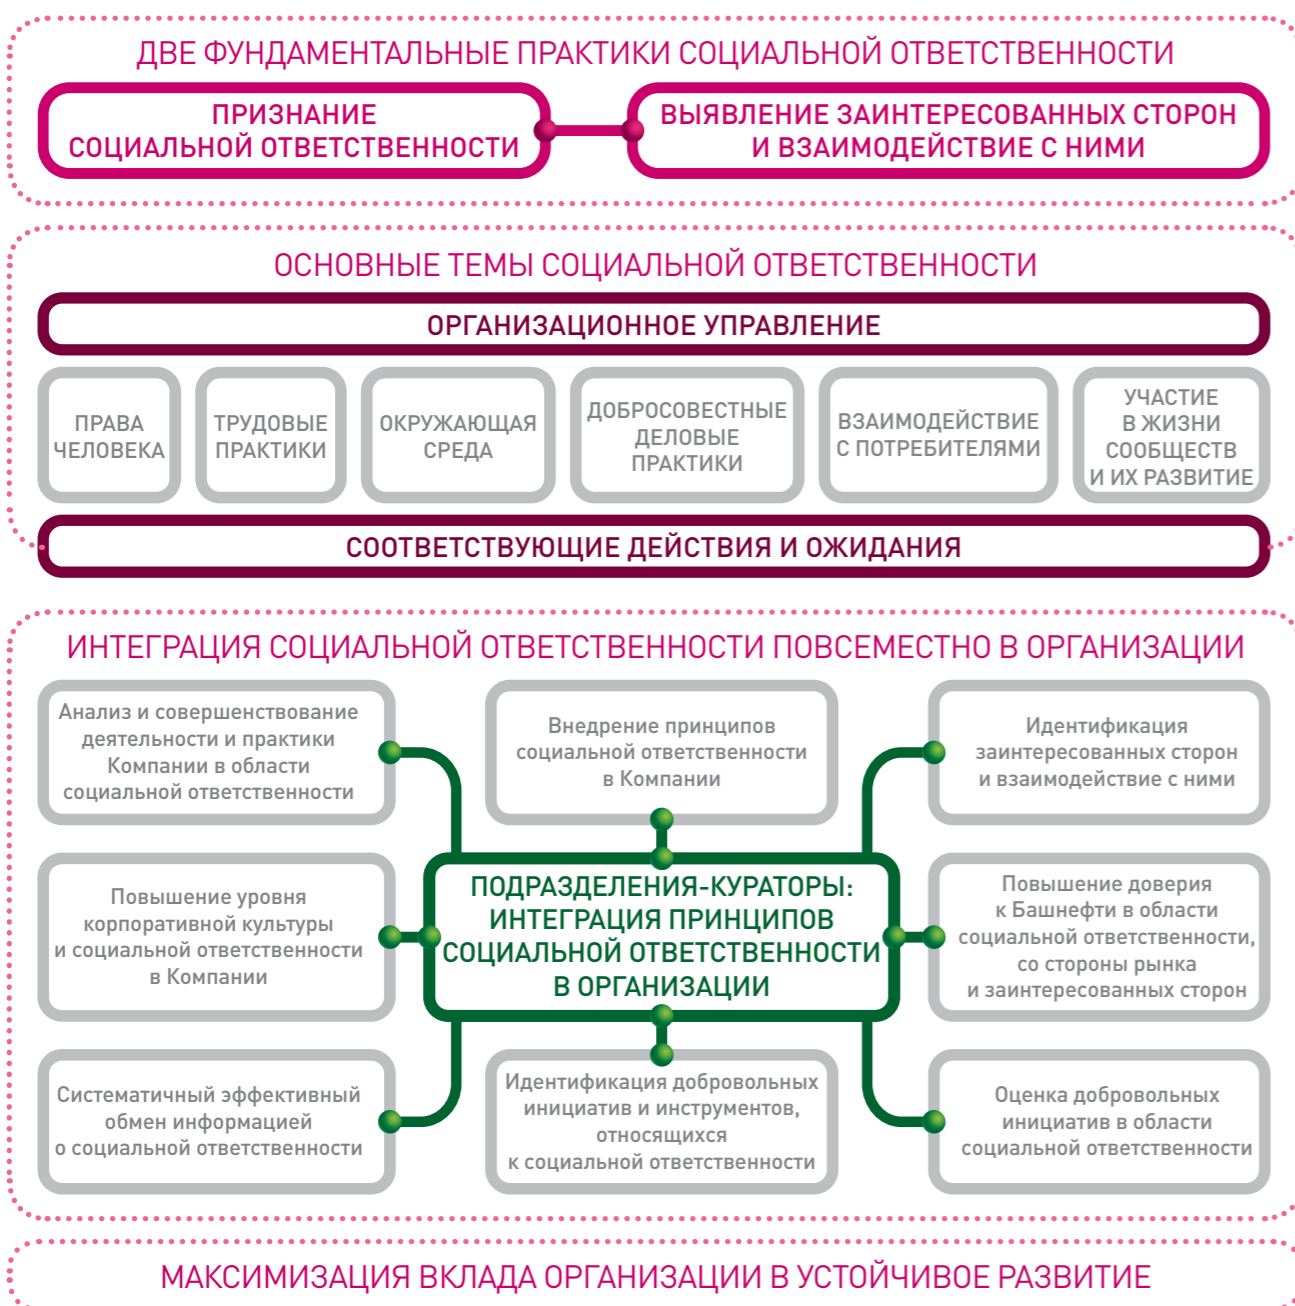 ДВЕ ФУНДАМЕНТАЛЬНЫЕ ПРАКТИКИ СОЦИАЛЬНОЙ ОТВЕТСТВЕННОСТИ
ПРИЗНАНИЕ
СОЦИАЛЬНОЙ ОТВЕТСТВЕННОСТИ
ВЫЯВЛЕНИЕ ЗАИНТЕРЕСОВАННЫХ СТОРОН
И ВЗАИМОДЕЙСТВИЕ С НИМИ
ОСНОВНЫЕ ТЕМЫ СОЦИАЛЬНОЙ ОТВЕТСТВЕННОСТИ
ОРГАНИЗАЦИОННОЕ УПРАВЛЕНИЕ
ПРАВА
ЧЕЛОВЕКА
ТРУДОВЫЕ
ПРАКТИКИ
ОКРУЖАЮЩАЯ
СРЕДА
ДОБРОСОВЕСТНЫЕ
ДЕЛОВЫЕ
ПРАКТИКИ
ВЗАИМОДЕЙСТВИЕ
С ПОТРЕБИТЕЛЯМИ
УЧАСТИЕ
В ЖИЗНИ
СООБЩЕСТВ
И ИХ РАЗВИТИЕ
СООТВЕТСТВУЮЩИЕ ДЕЙСТВИЯ И ОЖИДАНИЯ
ИНТЕГРАЦИЯ СОЦИАЛЬНОЙ ОТВЕТСТВЕННОСТИ ПОВСЕМЕСТНО В ОРГАНИЗАЦИИ
Анализ и совершенствование
деятельности и практики
Компании в области
социальной ответственности
Внедрение принципов
социальной ответственности
в Компании
Идентификация
заинтересованных сторон
и взаимодействие с ними
Повышение уровня
корпоративной культуры
и социальной ответственности
в Компании
ПОДРАЗДЕЛЕНИЯ-КУРАТОРЫ:
ИНТЕГРАЦИЯ ПРИНЦИПОВ
СОЦИАЛЬНОЙ ОТВЕТСТВЕННОСТИ
В ОРГАНИЗАЦИИ
Повышение доверия
к Башнефти в области
социальной ответственности,
со стороны рынка
и заинтересованных сторон
Систематичный эффективный
обмен информацией
о социальной ответственности
Идентификация добровольных
инициатив и инструментов,
относящихся
к социальной ответственности
Оценка добровольных
инициатив в области
социальной ответственности
МАКСИМИЗАЦИЯ ВКЛАДА ОРГАНИЗАЦИИ В УСТОЙЧИВОЕ РАЗВИТИЕ